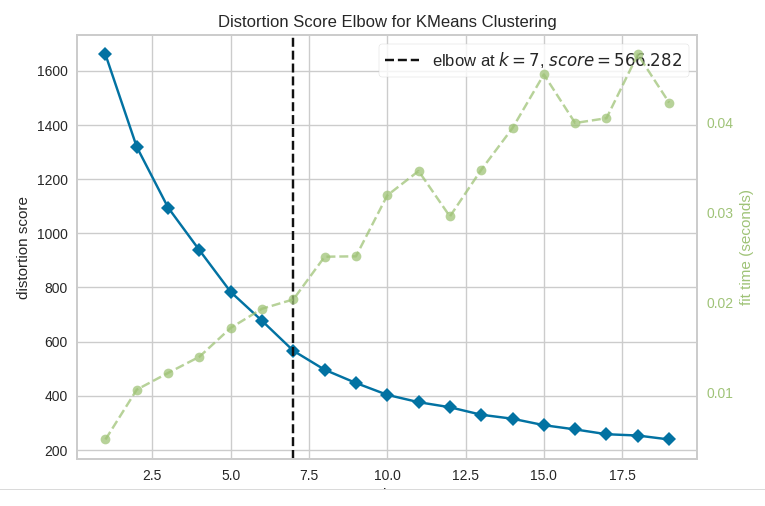 Distortion Score Elbow for KMeans Clustering
elbow at k = 7, score = 566.282
distortion score
1600
1400
1200
1000
800
600
400
200
0.04
0.03
0.02
0.01
fit time (seconds)
2.5 5.0 7.5 10.0 12.5 15.0 17.5